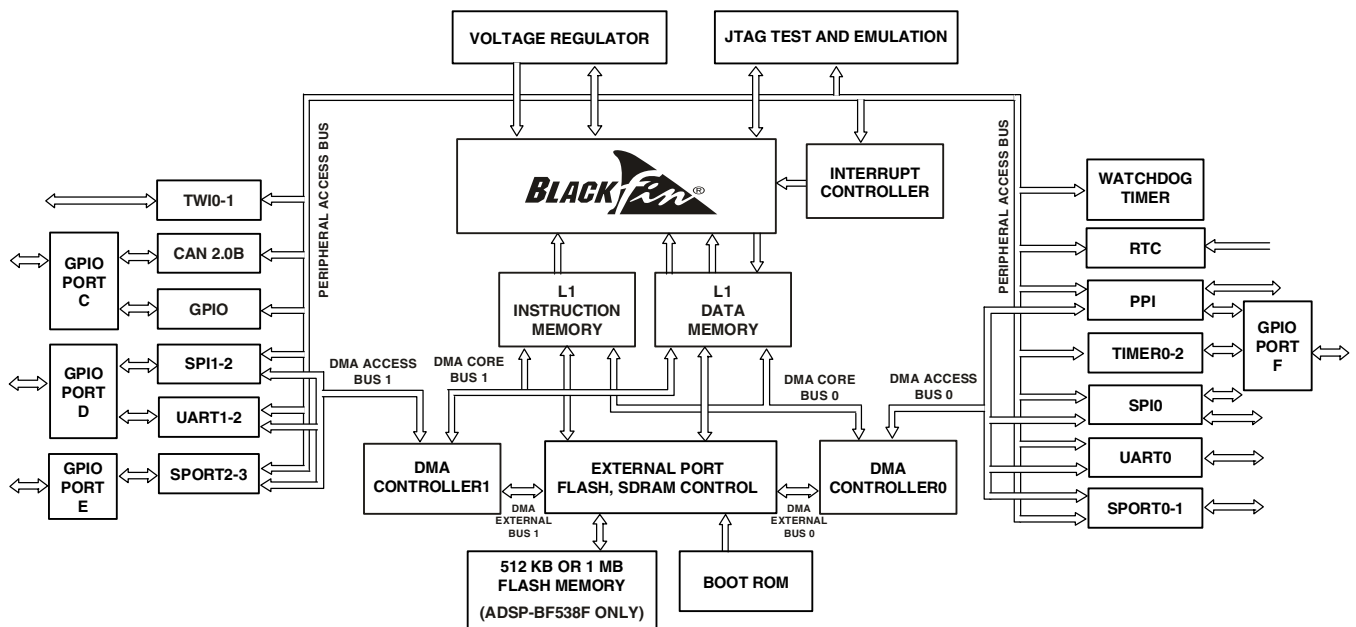 VOLTAGE REGULATOR
JTAG TEST AND EMULATION
PERIPHERAL ACCESS BUS
BLACKfin®
INTERRUPT
CONTROLLER
PERIPHERAL ACCESS BUS
WATCHDOG
TIMER
TWI0-1
CAN 2.0B
GPIO
PORT
C
GPIO
RTC
L1
INSTRUCTION
MEMORY
L1
DATA
MEMORY
PPI
GPIO
PORT
F
TIMER0-2
SPI1-2
GPIO
PORT
D
UART1-2
DMA ACCESS
BUS 1
DMA CORE
BUS 1
DMA CORE
BUS 0
DMA ACCESS
BUS 0
SPI0
UART0
GPIO
PORT
E
SPORT2-3
DMA
CONTROLLER1
EXTERNAL PORT
FLASH, SDRAM CONTROL
DMA
CONTROLLER0
SPORT0-1
DMA
EXTERNAL
BUS 1
DMA
EXTERNAL
BUS 0
512 KB OR 1 MB
FLASH MEMORY
(ADSP-BF538F ONLY)
BOOT ROM